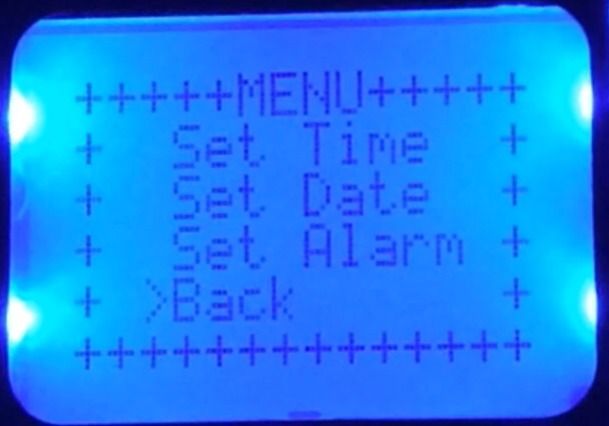 +++++MENU+++++
+  Set Time  +
+  Set Date  +
+  Set Alarm +
+ >Back      +
++++++++++++++